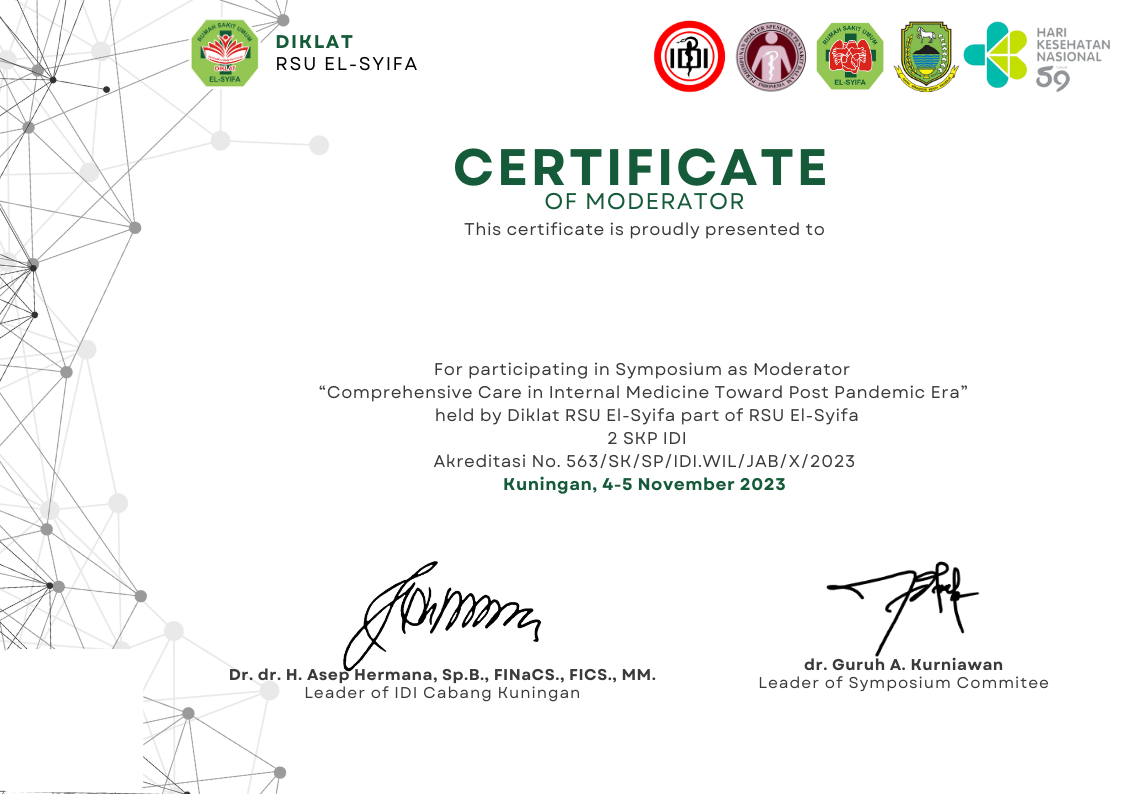 RUMAH SAKIT UMUM
DIKLAT
EL-SYIFA
DIKLAT
RSU EL-SYIFA
IDI
RUMAH SAKIT UMUM
EL-SYIFA
HARI
KESEHATAN
NASIONAL
59
CERTIFICATE
OF MODERATOR
This certificate is proudly presented to
For participating in Symposium as Moderator
“Comprehensive Care in Internal Medicine Toward Post Pandemic Era”
held by Diklat RSU El-Syifa part of RSU El-Syifa
2 SKP IDI
Akreditasi No. 563/SK/SP/IDI.WIL/JAB/X/2023
Kuningan, 4-5 November 2023
Dr. dr. H. Asep Hermana, Sp.B., FINaCS., FICS., MM.
Leader of IDI Cabang Kuningan
dr. Guruh A. Kurniawan
Leader of Symposium Commitee